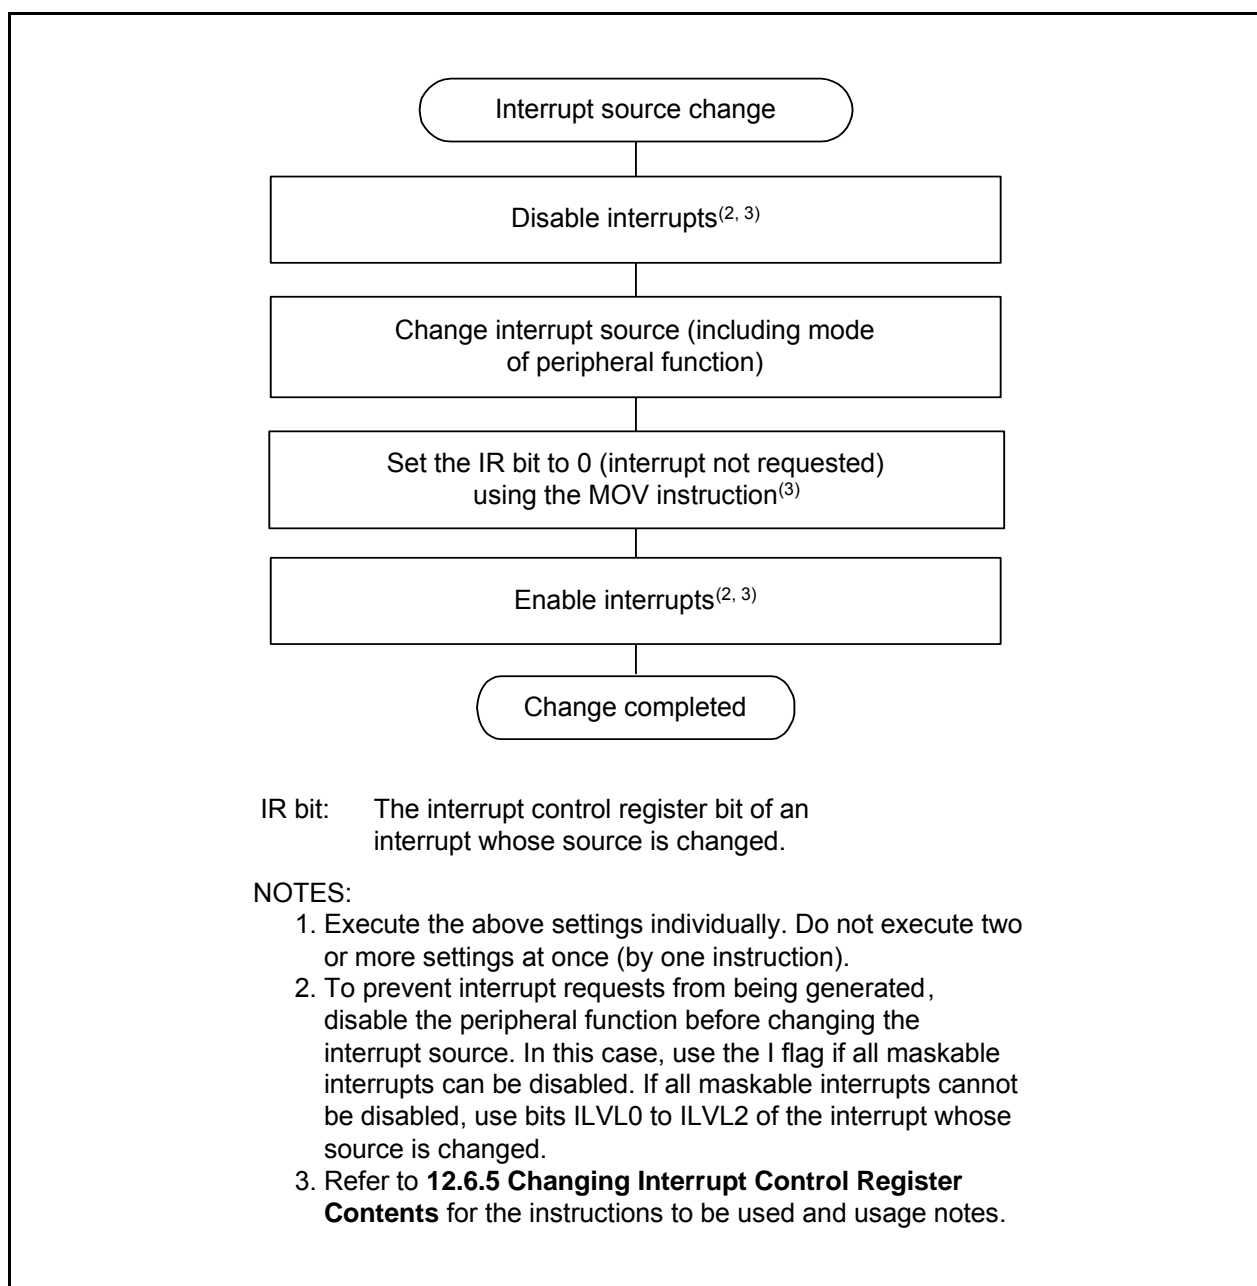 Interrupt source change
Disable interrupts(2, 3)
Change interrupt source (including mode
of peripheral function)
Set the IR bit to 0 (interrupt not requested)
using the MOV instruction(3)
Enable interrupts(2, 3)
Change completed
IR bit: The interrupt control register bit of an
interrupt whose source is changed.
NOTES:
1. Execute the above settings individually. Do not execute two
or more settings at once (by one instruction).
2. To prevent interrupt requests from being generated,
disable the peripheral function before changing the
interrupt source. In this case, use the I flag if all maskable
interrupts can be disabled. If all maskable interrupts cannot
be disabled, use bits ILVL0 to ILVL2 of the interrupt whose
source is changed.
3. Refer to 12.6.5 Changing Interrupt Control Register
Contents for the instructions to be used and usage notes.